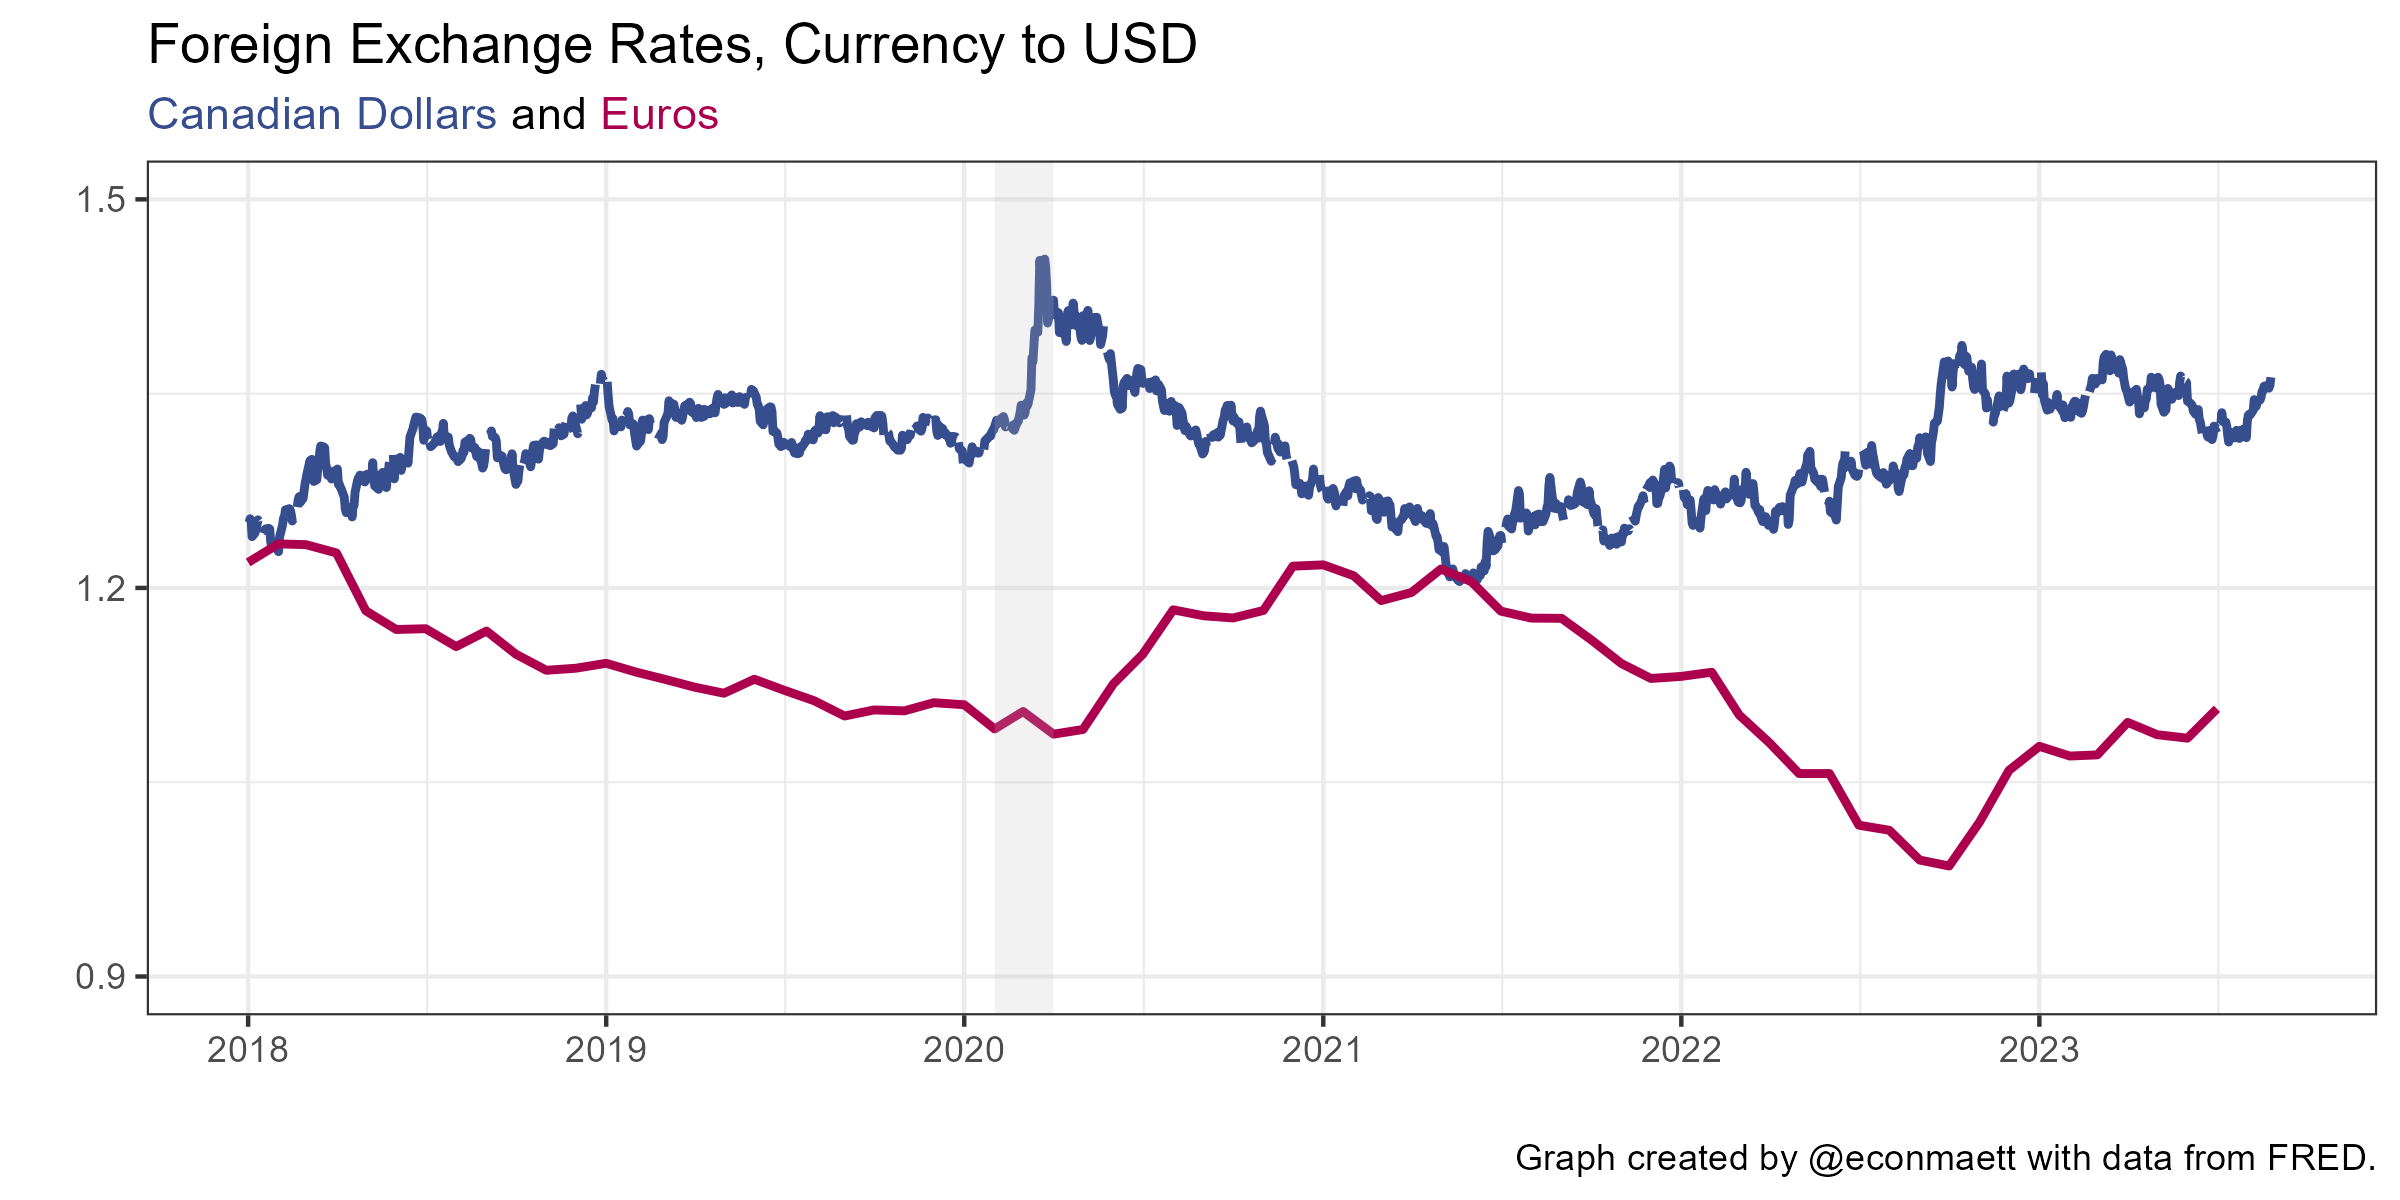 Foreign Exchange Rates, Currency to USD
Canadian Dollars and Euros
1.5
1.2
0.9
2018 2019 2020 2021 2022 2023
Graph created by @econmaett with data from FRED.